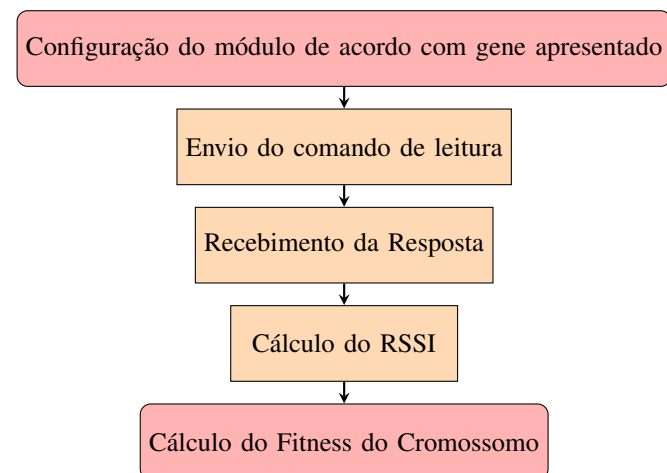 Configuração do módulo de acordo com gene apresentado
Envio do comando de leitura
Recebimento da Resposta
Cálculo do RSSI
Cálculo do Fitness do Cromossomo